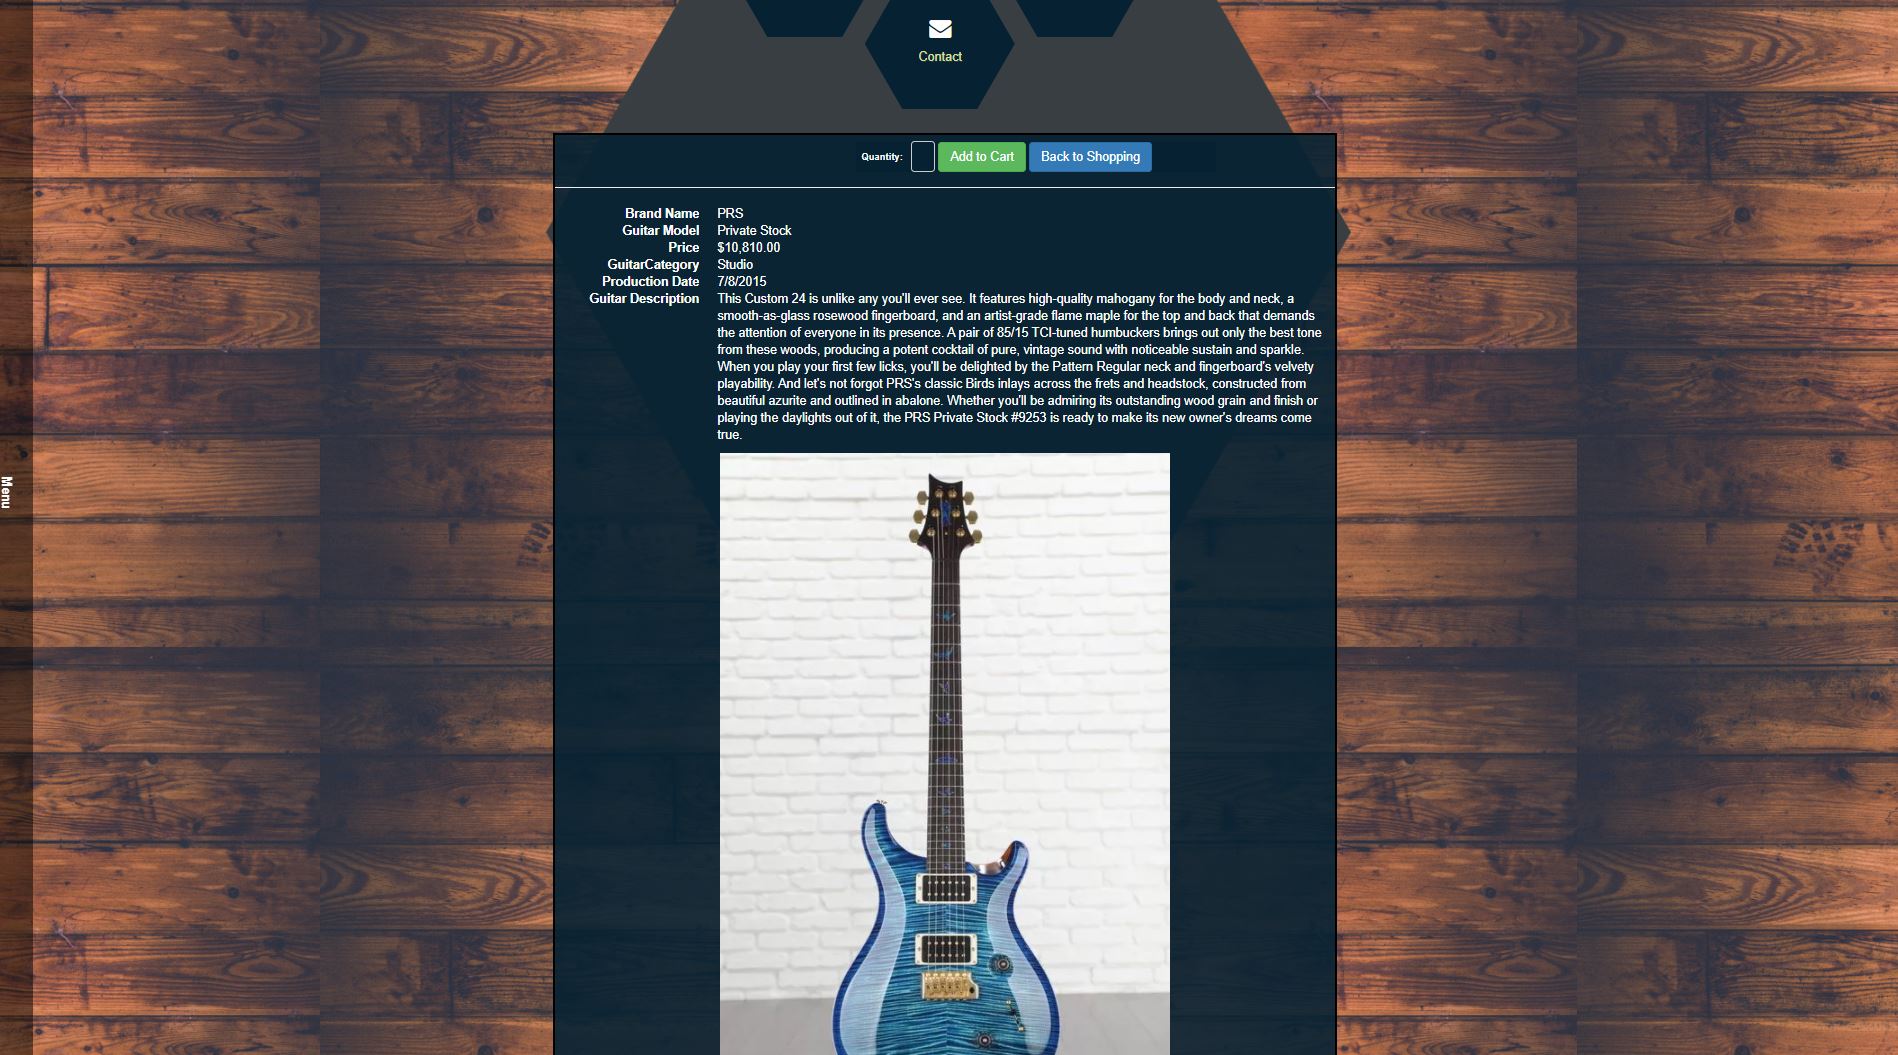 Contact
Quantity: Add to Cart Back to Shopping
Brand Name PRS
Guitar Model Private Stock
Price $10,810.00
GuitarCategory Studio
Production Date 7/8/2015
Guitar Description This Custom 24 is unlike any you'll ever see. It features high-quality mahogany for the body and neck, a
smooth-as-glass rosewood fingerboard, and an artist-grade flame maple for the top and back that demands
the attention of everyone in its presence. A pair of 85/15 TCI-tuned humbuckers brings out only the best tone
from these woods, producing a potent cocktail of pure, vintage sound with noticeable sustain and sparkle.
When you play your first few licks, you'll be delighted by the Pattern Regular neck and fingerboard's velvety
playability. And let's not forgot PRS's classic Birds inlays across the frets and headstock, constructed from
beautiful azurite and outlined in abalone. Whether you'll be admiring its outstanding wood grain and finish or
playing the daylights out of it, the PRS Private Stock #9253 is ready to make its new owner's dreams come
true.
Menu